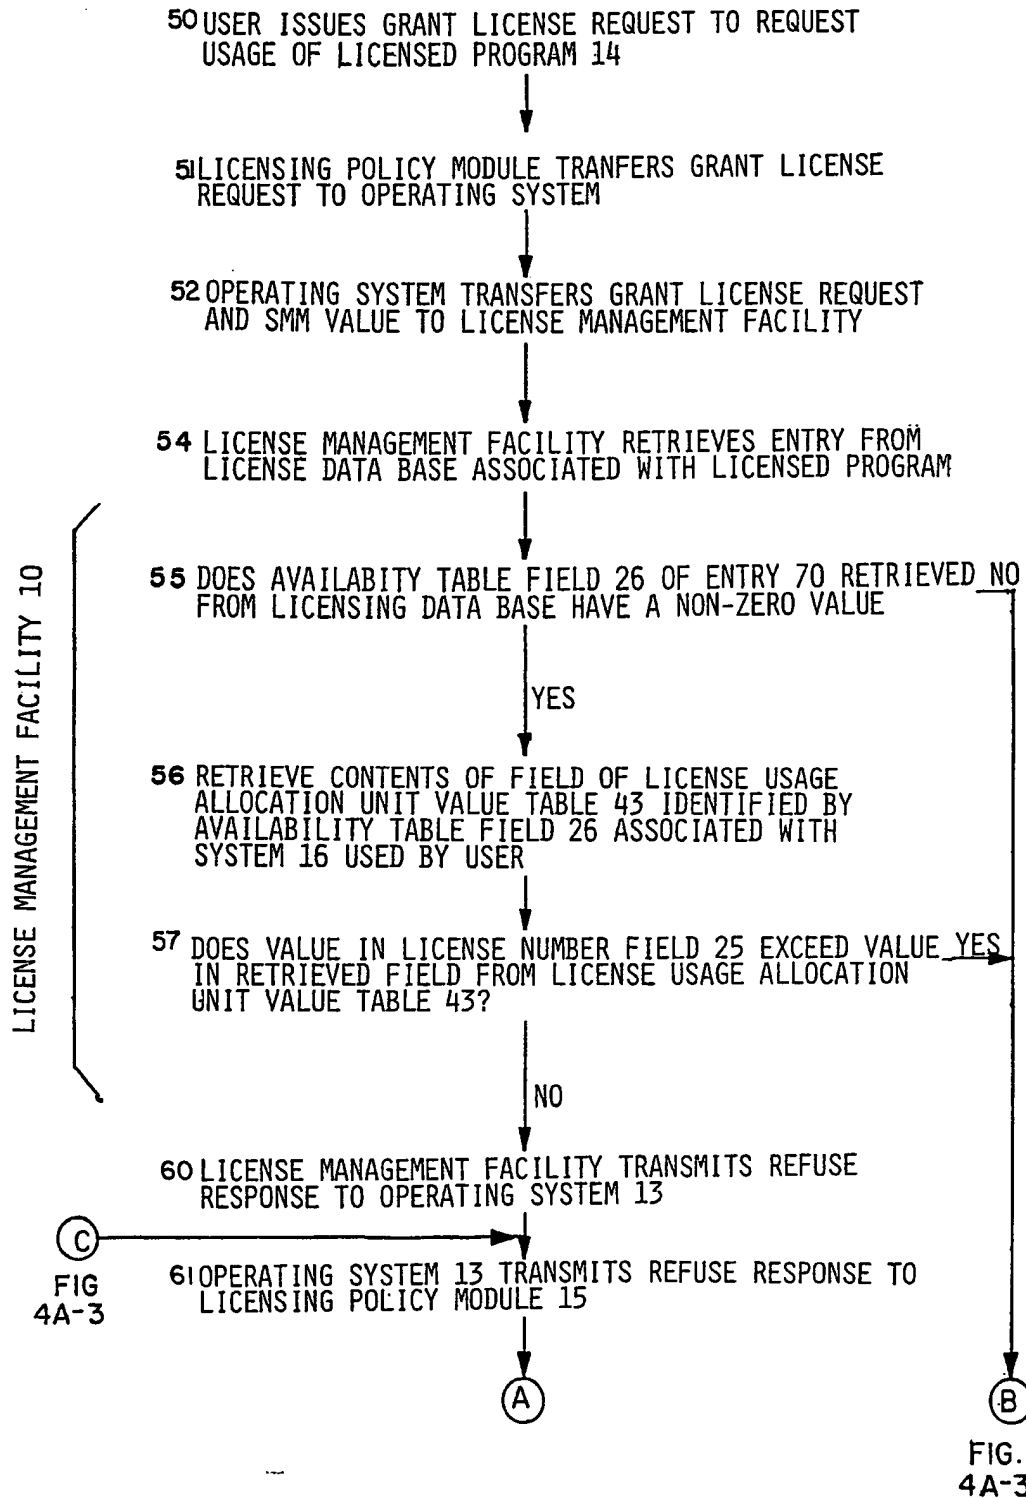 50 USER ISSUES GRANT LICENSE REQUEST TO REQUEST
USAGE OF LICENSED PROGRAM 14
51 LICENSING POLICY MODULE TRANFERS GRANT LICENSE
REQUEST TO OPERATING SYSTEM
52 OPERATING SYSTEM TRANSFERS GRANT LICENSE REQUEST
AND SMM VALUE TO LICENSE MANAGEMENT FACILITY
54 LICENSE MANAGEMENT FACILITY RETRIEVES ENTRY FROM
LICENSE DATA BASE ASSOCIATED WITH LICENSED PROGRAM
LICENSE MANAGEMENT FACILITY 10
55 DOES AVAILABITY TABLE FIELD 26 OF ENTRY 70 RETRIEVED NO
FROM LICENSING DATA BASE HAVE A NON-ZERO VALUE
YES
56 RETRIEVE CONTENTS OF FIELD OF LICENSE USAGE
ALLOCATION UNIT VALUE TABLE 43 IDENTIFIED BY
AVAILABILITY TABLE FIELD 26 ASSOCIATED WITH
SYSTEM 16 USED BY USER
57 DOES VALUE IN LICENSE NUMBER FIELD 25 EXCEED VALUE YES
IN RETRIEVED FIELD FROM LICENSE USAGE ALLOCATION
UNIT VALUE TABLE 43?
NO
60 LICENSE MANAGEMENT FACILITY TRANSMITS REFUSE
RESPONSE TO OPERATING SYSTEM 13
C
FIG
4A-3
61 OPERATING SYSTEM 13 TRANSMITS REFUSE RESPONSE TO
LICENSING POLICY MODULE 15
A
B
FIG.
4A-3